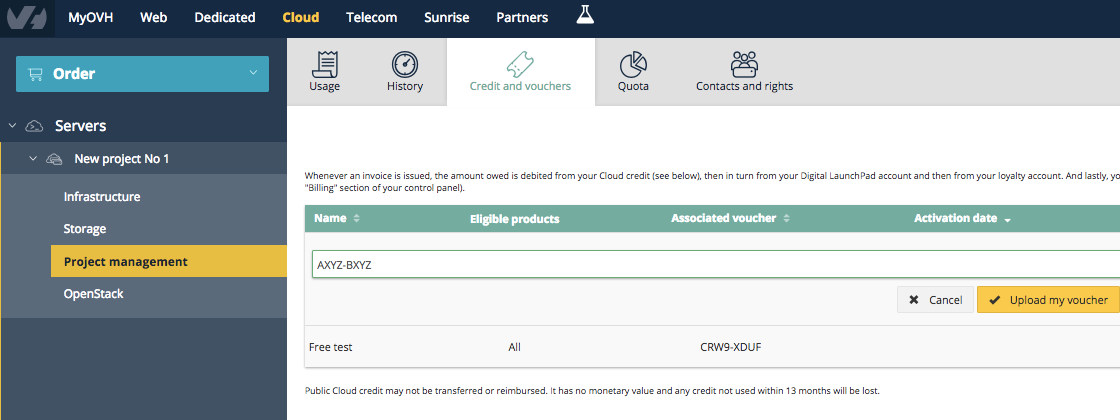 MyOVH Web Dedicated Cloud Telecom Sunrise Partners
Order
Usage History Credit and vouchers Quota Contacts and rights
Servers
New project No 1
Infrastructure
Storage
Project management
OpenStack
Whenever an invoice is issued, the amount owed is debited from your Cloud credit (see below), then in turn from your Digital LaunchPad account and then from your loyalty account. And lastly, yo
"Billing" section of your control panel).
Name Eligible products Associated voucher Activation date
AXYZ-BXYZ
Cancel Upload my voucher
Free test All CRW9-XDUF
Public Cloud credit may not be transferred or reimbursed. It has no monetary value and any credit not used within 13 months will be lost.